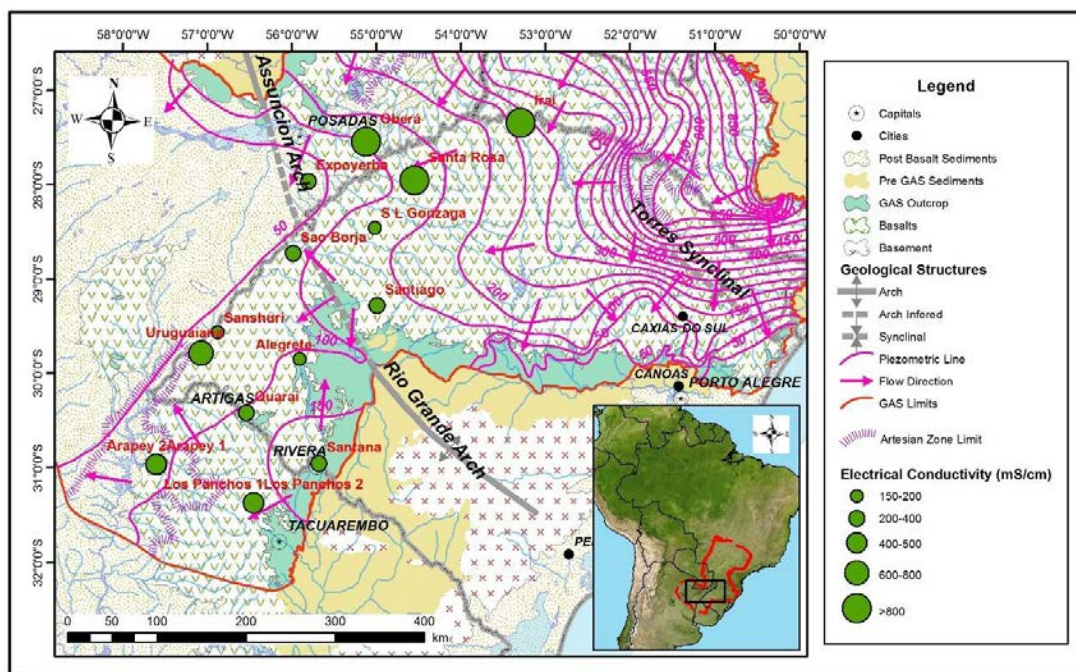 58°0'0"W 57°0'0"W 56°0'0"W 55°0'0"W 54°0'0"W 53°0'0"W 52°0'0"W 51°0'0"W 50°0'0"W
27°0'0"S
28°0'0"S
29°0'0"S
30°0'0"S
31°0'0"S
32°0'0"S
N
W E
S
Assuncion Arch
POSADAS
Obera
Irai
Expoyerba
Santa Rosa
S L Gonzaga
Sao Borja
50
Torres Synclinal
Santiago
200
300
500
450
Sanshuri
Uruguaiana
Alegrete
100
CAXIAS DO SUL
50
50
CANOAS
PORTO ALEGRE
Rio Grande Arch
Quarai
ARTIGAS
150
Santana
RIVERA
Arapey 2 Arapey 1
Los Panchos 1 Los Panchos 2
TACUAREMBO
PE
0 50 100 200 300 400
km
Legend
Capitals
Cities
Post Basalt Sediments
Pre GAS Sediments
GAS Outcrop
Basalts
Basement
Geological Structures
Arch
Arch Infered
Synclinal
Piezometric Line
Flow Direction
GAS Limits
Artesian Zone Limit
Electrical Conductivity (mS/cm)
150-200
200-400
400-500
600-800
>800